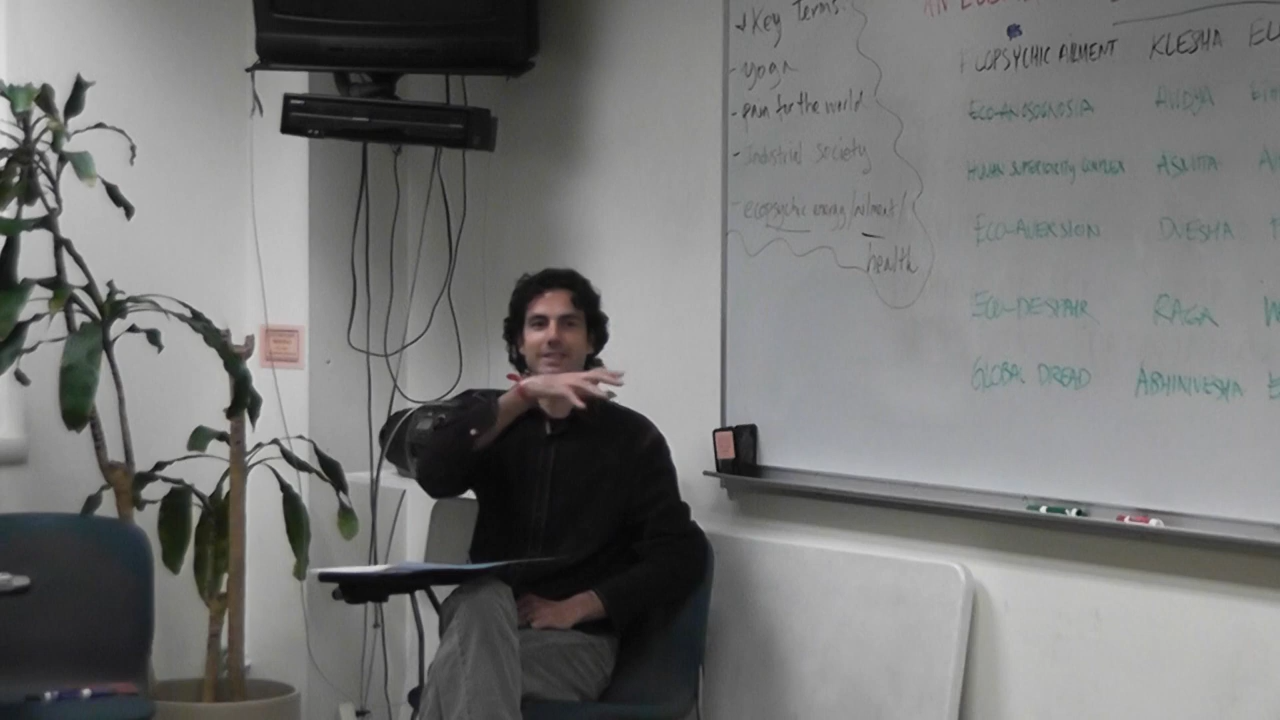 Key Terms:
- yoga
- pain for the world
- Industrial society
- ecopsychic energy/ailment/
health
AN
ECOPSYCHIC AILMENT KLESHA
ECO-ANOSOGNOSIA AVIDYA
HUMAN SUPERIORITY COMPLEX ASMITA
ECO-AVERSION DVESHA
ECO-DESPAIR RAGA
GLOBAL DREAD ABHINIVESHA